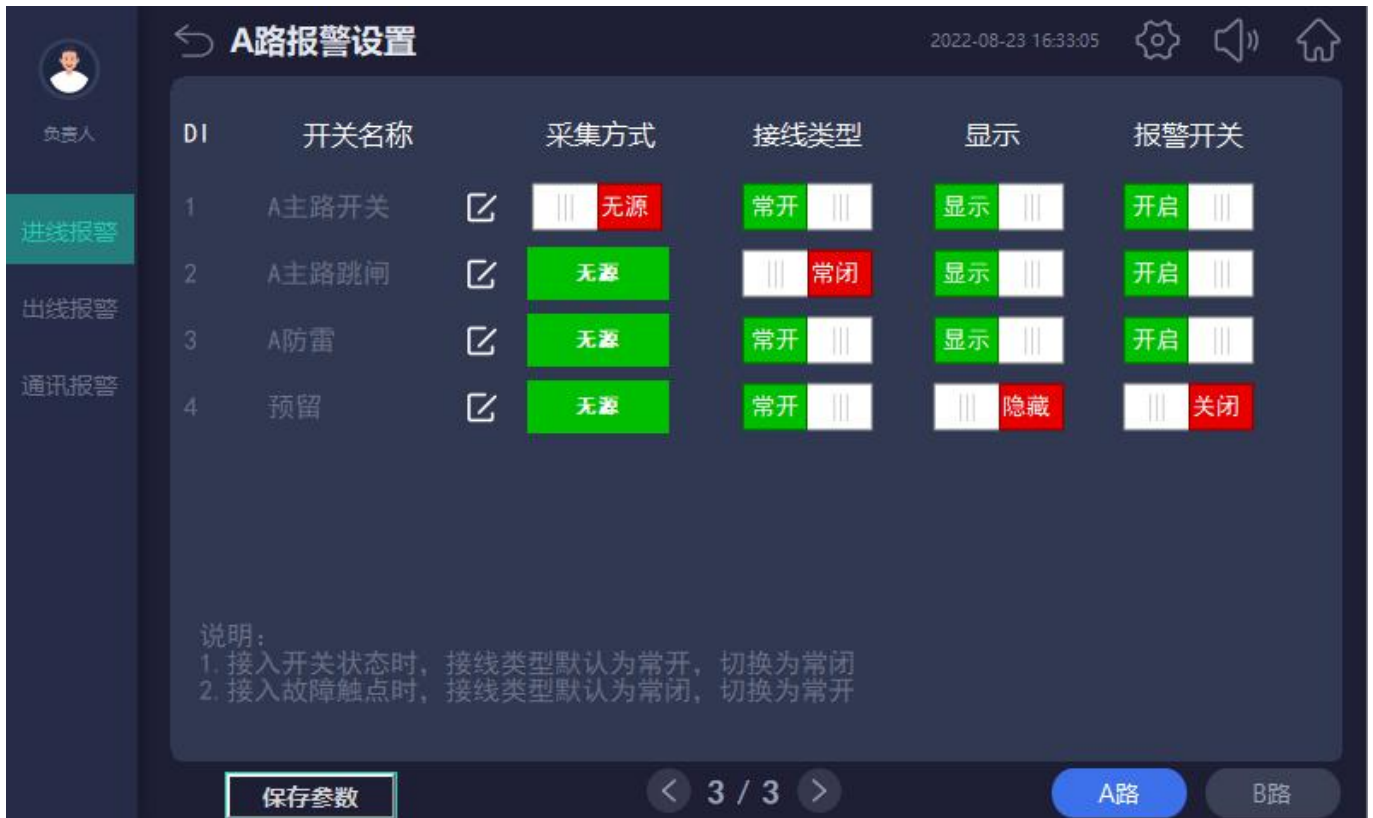 A路报警设置
2022-08-23 16:33:05
负责人
进线报警
出线报警
通讯报警
DI 开关名称 采集方式 接线类型 显示 报警开关
1 A主路开关 无源 常开 显示 开启
2 A主路跳闸 无源 常闭 显示 开启
3 A防雷 无源 常开 显示 开启
4 预留 无源 常开 隐藏 关闭
说明：
1. 接入开关状态时，接线类型默认为常开，切换为常闭
2. 接入故障触点时，接线类型默认为常闭，切换为常开
保存参数 3 / 3 A路 B路